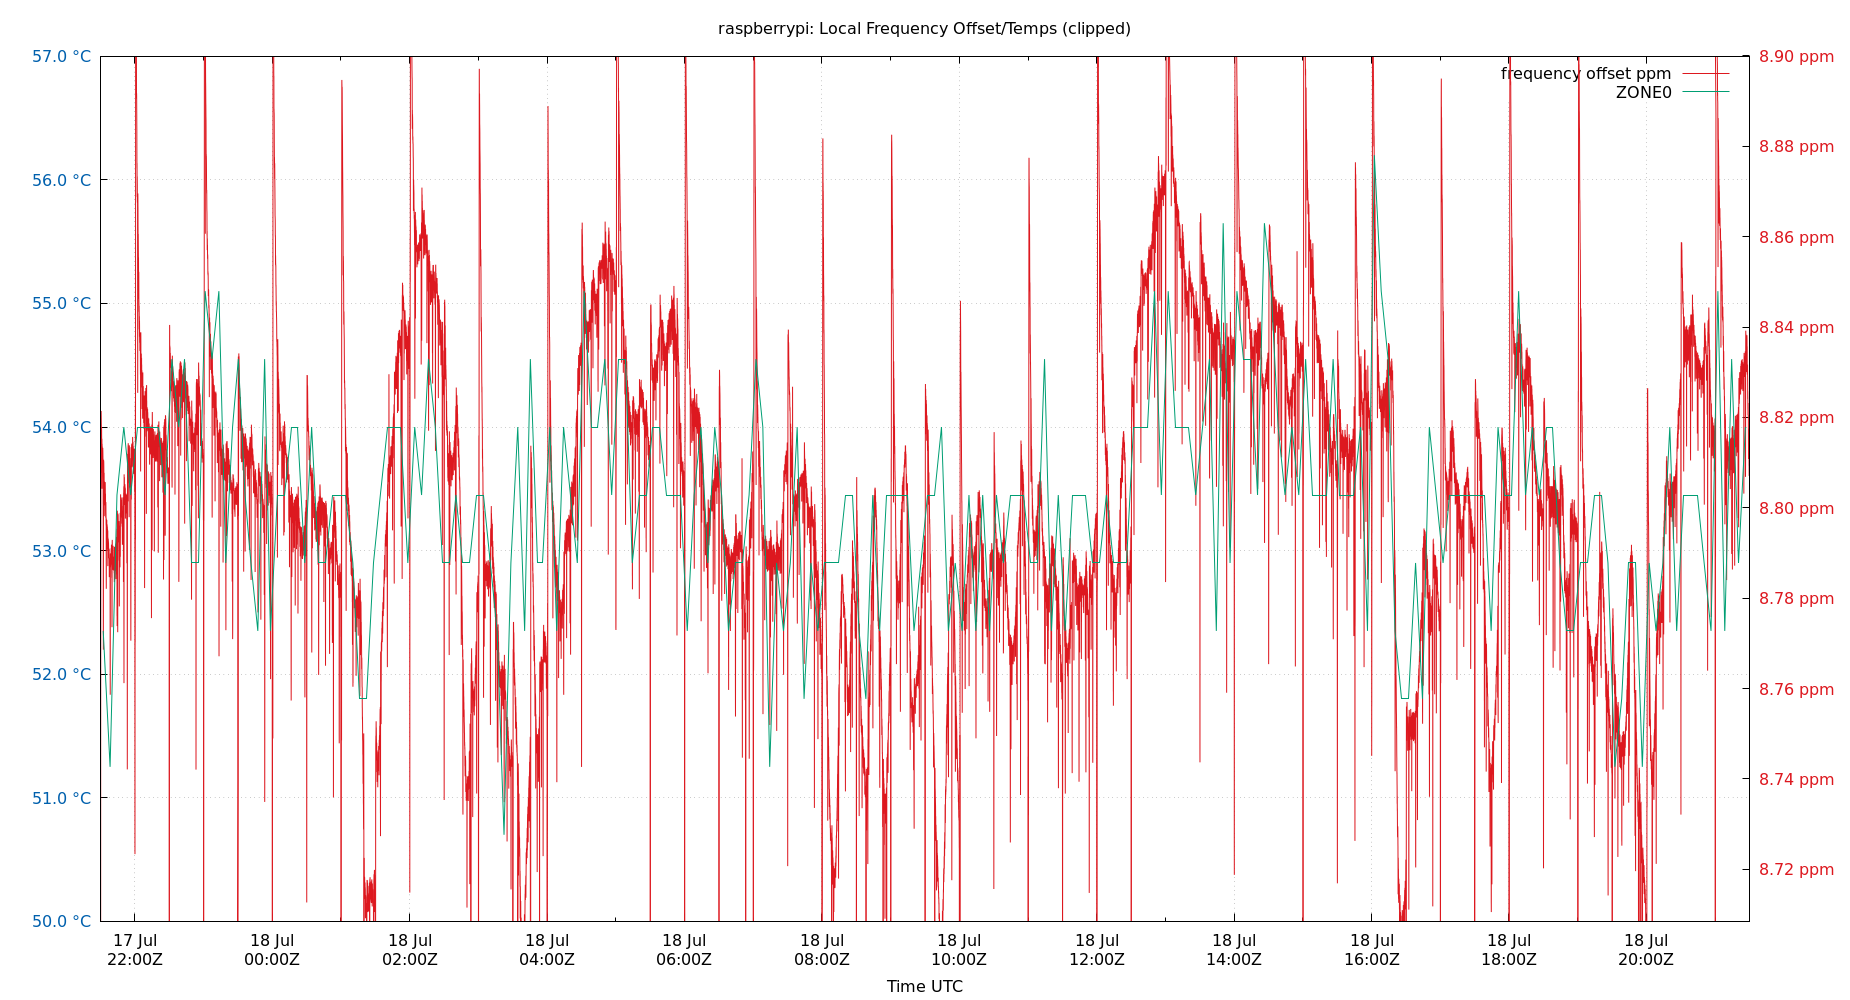 raspberrypi: Local Frequency Offset/Temps (clipped)
57.0 °C
56.0 °C
55.0 °C
54.0 °C
53.0 °C
52.0 °C
51.0 °C
50.0 °C
frequency offset ppm
ZONE0
8.90 ppm
8.88 ppm
8.86 ppm
8.84 ppm
8.82 ppm
8.80 ppm
8.78 ppm
8.76 ppm
8.74 ppm
8.72 ppm
17 Jul 18 Jul 18 Jul 18 Jul 18 Jul 18 Jul 18 Jul 18 Jul 18 Jul 18 Jul 18 Jul 18 Jul
22:00Z 00:00Z 02:00Z 04:00Z 06:00Z 08:00Z 10:00Z 12:00Z 14:00Z 16:00Z 18:00Z 20:00Z
Time UTC